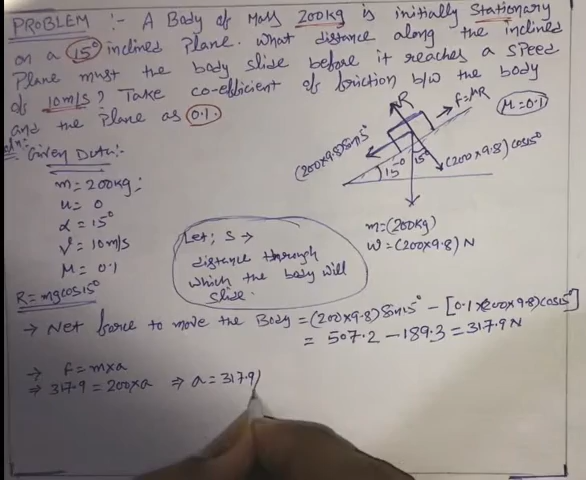 PROBLEM :- A Body of Mass 200kg is initially Stationary
on a 15° inclined Plane. What distance along the inclined
Plane must the body slide before it reaches a speed
of 10m/s? Take co-efficient of friction b/w the body
and the Plane as 0.1.
Given Data:-
m = 200kg;
u = 0
α = 15°
V = 10m/s
μ = 0.1
R = mgcos15°
R
F=μR
μ=0.1
(200×9.8)Sin15°
15°
15°
(200×9.8)cos15°
m=(200kg)
W=(200×9.8)N
Let; S →
distance through
which the body will
slide.
→ Net force to move the Body = (200×9.8)Sin15° - [0.1×200×9.8)cos15°]
= 507.2 - 189.3 = 317.9N
→ F = m×a
⇒ 317.9 = 200×a ⇒ a = 317.9/